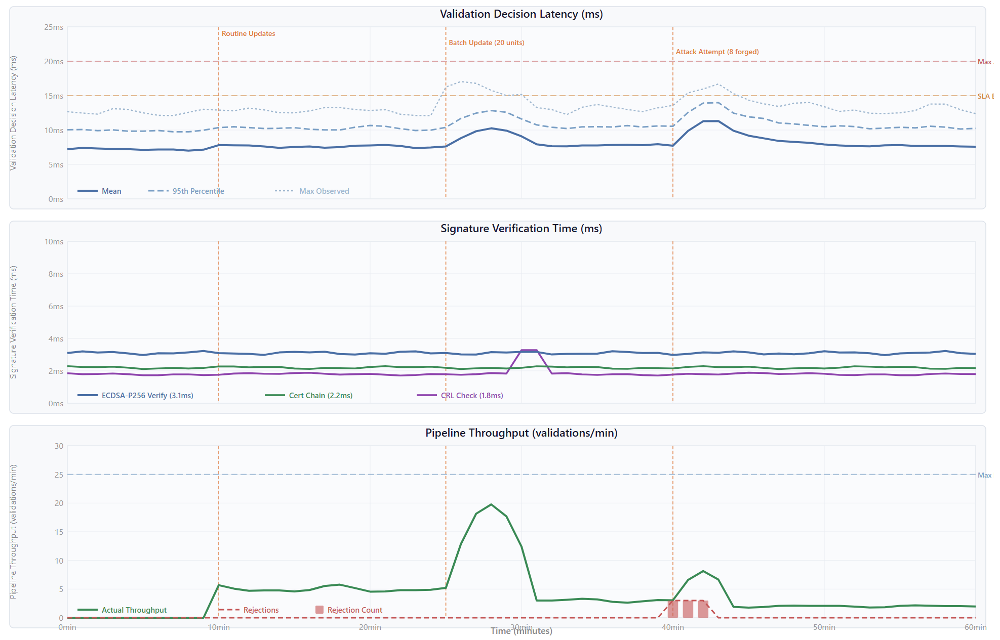 Validation Decision Latency (ms)
25ms
20ms
15ms
10ms
5ms
0ms
Validation Decision Latency (ms)
Routine Updates
Batch Update (20 units)
Attack Attempt (8 forged)
Max
SLA
Mean
95th Percentile
Max Observed
Signature Verification Time (ms)
10ms
8ms
6ms
4ms
2ms
0ms
Signature Verification Time (ms)
ECDSA-P256 Verify (3.1ms)
Cert Chain (2.2ms)
CRL Check (1.8ms)
Pipeline Throughput (validations/min)
30
25
20
15
10
5
0
Pipeline Throughput (validations/min)
Max
Actual Throughput
Rejections
Rejection Count
0min
10min
20min
30min
40min
50min
60min
Time (minutes)